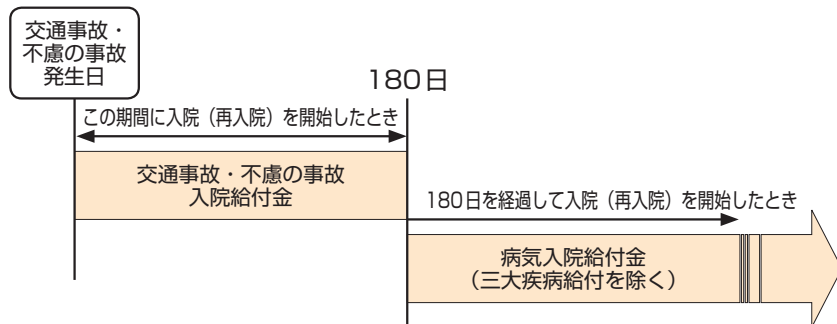 交通事故・
不慮の事故
発生日
180日
この期間に入院（再入院）を開始したとき
交通事故・不慮の事故
入院給付金
180日を経過して入院（再入院）を開始したとき
病気入院給付金
（三大疾病給付を除く）